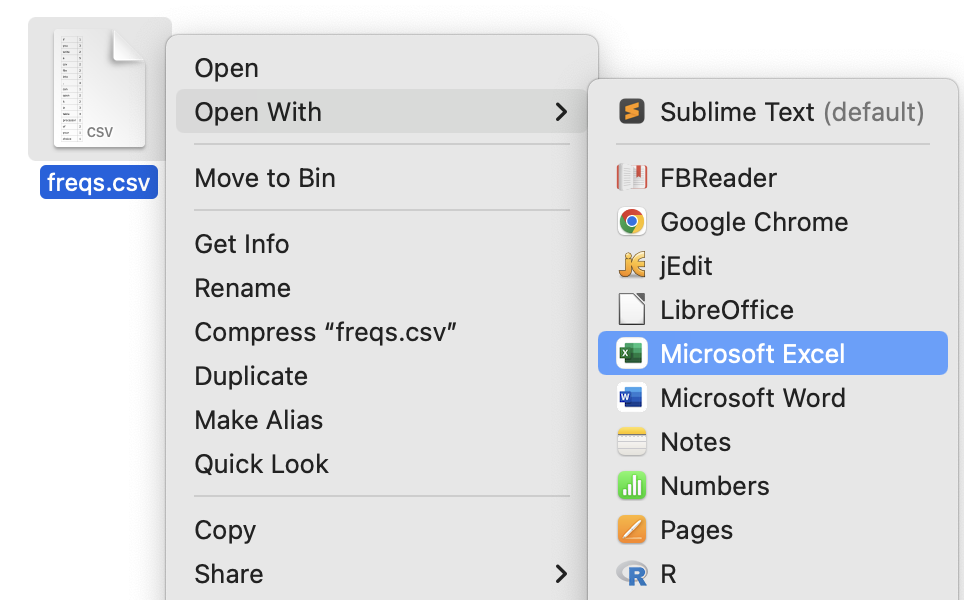 CSV
freqs.csv
Open
Open With
Move to Bin
Get Info
Rename
Compress “freqs.csv”
Duplicate
Make Alias
Quick Look
Copy
Share
Sublime Text (default)
FBReader
Google Chrome
jEdit
LibreOffice
Microsoft Excel
Microsoft Word
Notes
Numbers
Pages
R